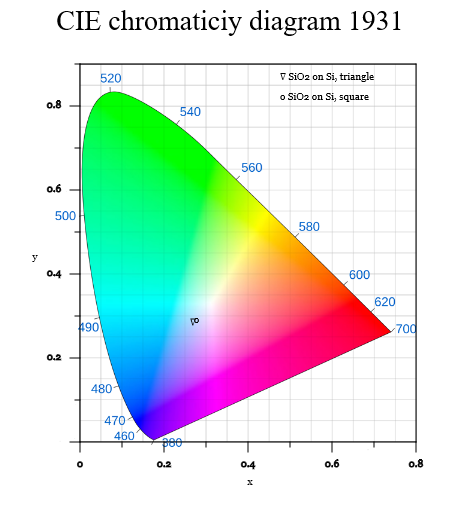 CIE chromaticiy diagram 1931
∇ SiO2 on Si, triangle
o SiO2 on Si, square
520
0.8
540
560
0.6
500
580
y
0.4
600
620
490
700
0.2
480
470
460
380
0 0.2 0.4 0.6 0.8
x